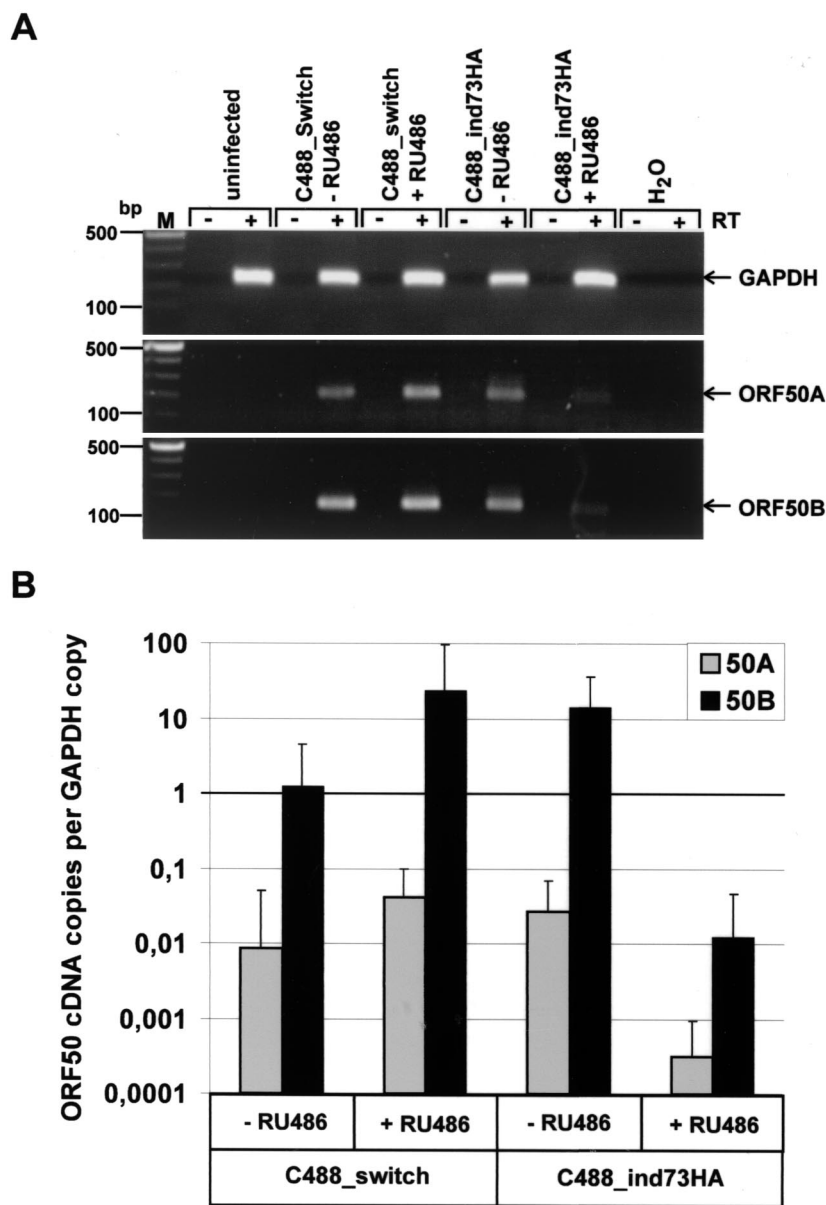 A
uninfected
C488_Switch
- RU486
C488_switch
+ RU486
C488_ind73HA
- RU486
C488_ind73HA
+ RU486
H2O
bp M - + - + - + - + - + - + RT
500
GAPDH
100
500
ORF50A
100
500
ORF50B
100
B
ORF50 cDNA copies per GAPDH copy
100
10
1
0,1
0,01
0,001
0,0001
50A
50B
- RU486 + RU486 - RU486 + RU486
C488_switch C488_ind73HA